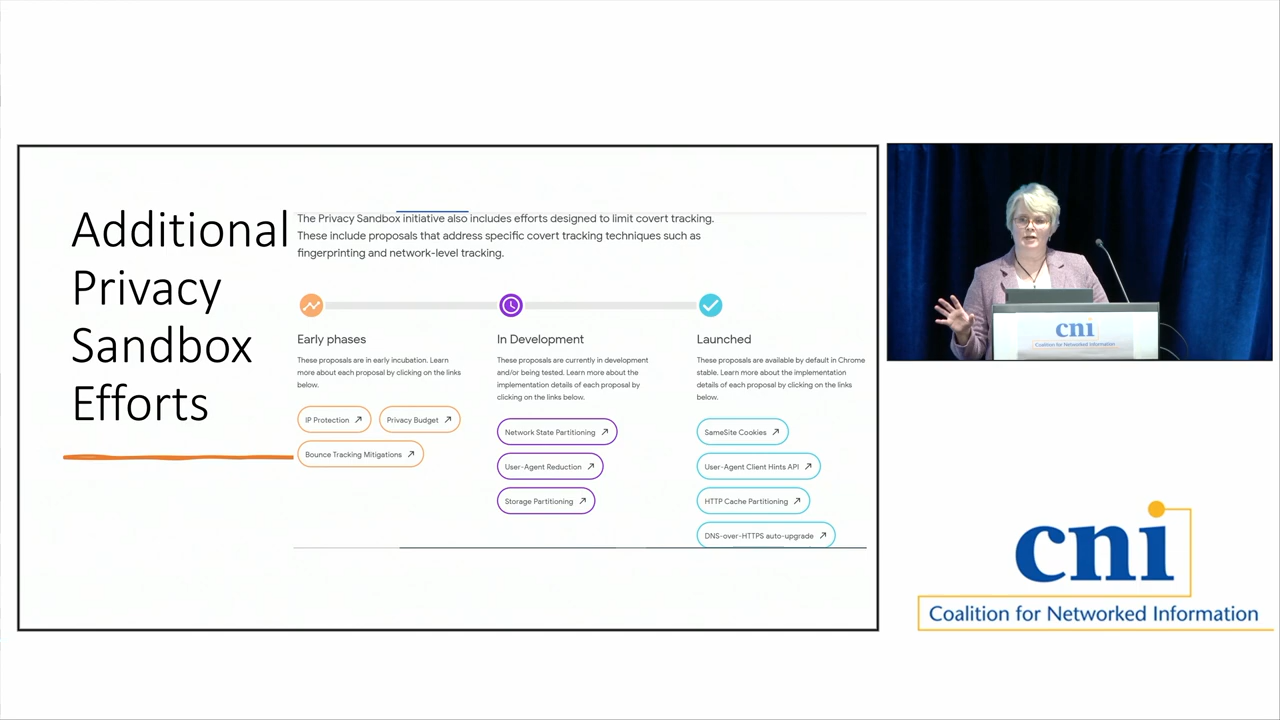 Additional
Privacy
Sandbox
Efforts
The Privacy Sandbox initiative also includes efforts designed to limit covert tracking.
These include proposals that address specific covert tracking techniques such as
fingerprinting and network-level tracking.
Early phases
These proposals are in early incubation. Learn
more about each proposal by clicking on the links
below.
IP Protection
Privacy Budget
Bounce Tracking Mitigations
In Development
These proposals are currently in development
and/or being tested. Learn more about the
implementation details of each proposal by
clicking on the links below.
Network State Partitioning
User-Agent Reduction
Storage Partitioning
Launched
These proposals are available by default in Chrome
stable. Learn more about the implementation
details of each proposal by clicking on the links
below.
SameSite Cookies
User-Agent Client Hints API
HTTP Cache Partitioning
DNS-over-HTTPS auto-upgrade
cni
Coalition for Networked Information
cni
Coalition for Networked Information